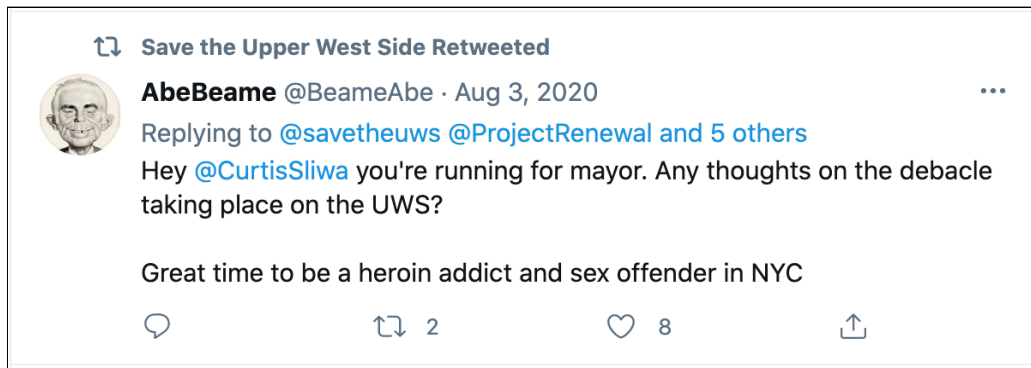 Save the Upper West Side Retweeted
AbeBeame @BeameAbe · Aug 3, 2020
Replying to @savetheuws @ProjectRenewal and 5 others
Hey @CurtisSliwa you're running for mayor. Any thoughts on the debacle
taking place on the UWS?
Great time to be a heroin addict and sex offender in NYC
2 8